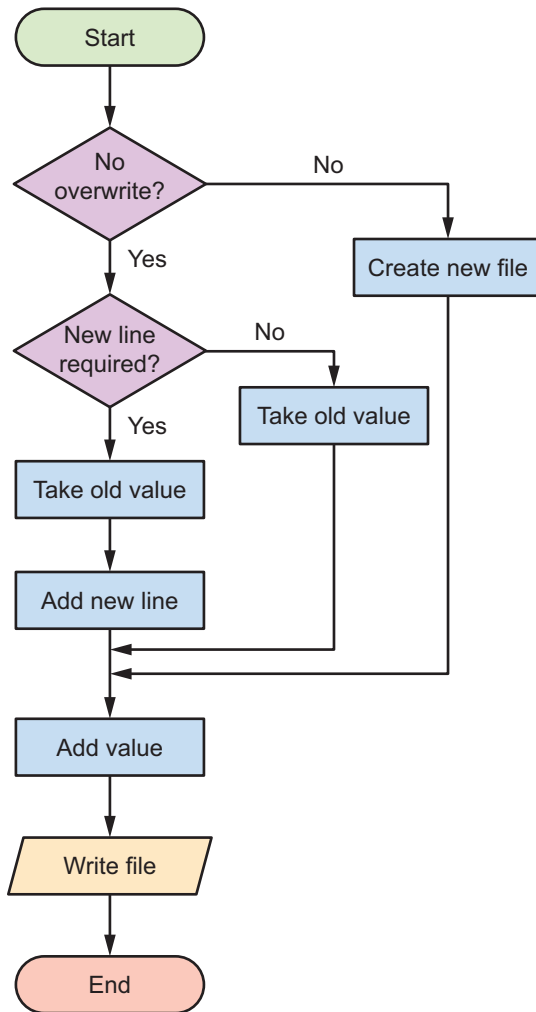 Start
No
overwrite?
No
Yes
Create new file
New line
required?
No
Take old value
Yes
Take old value
Add new line
Add value
Write file
End